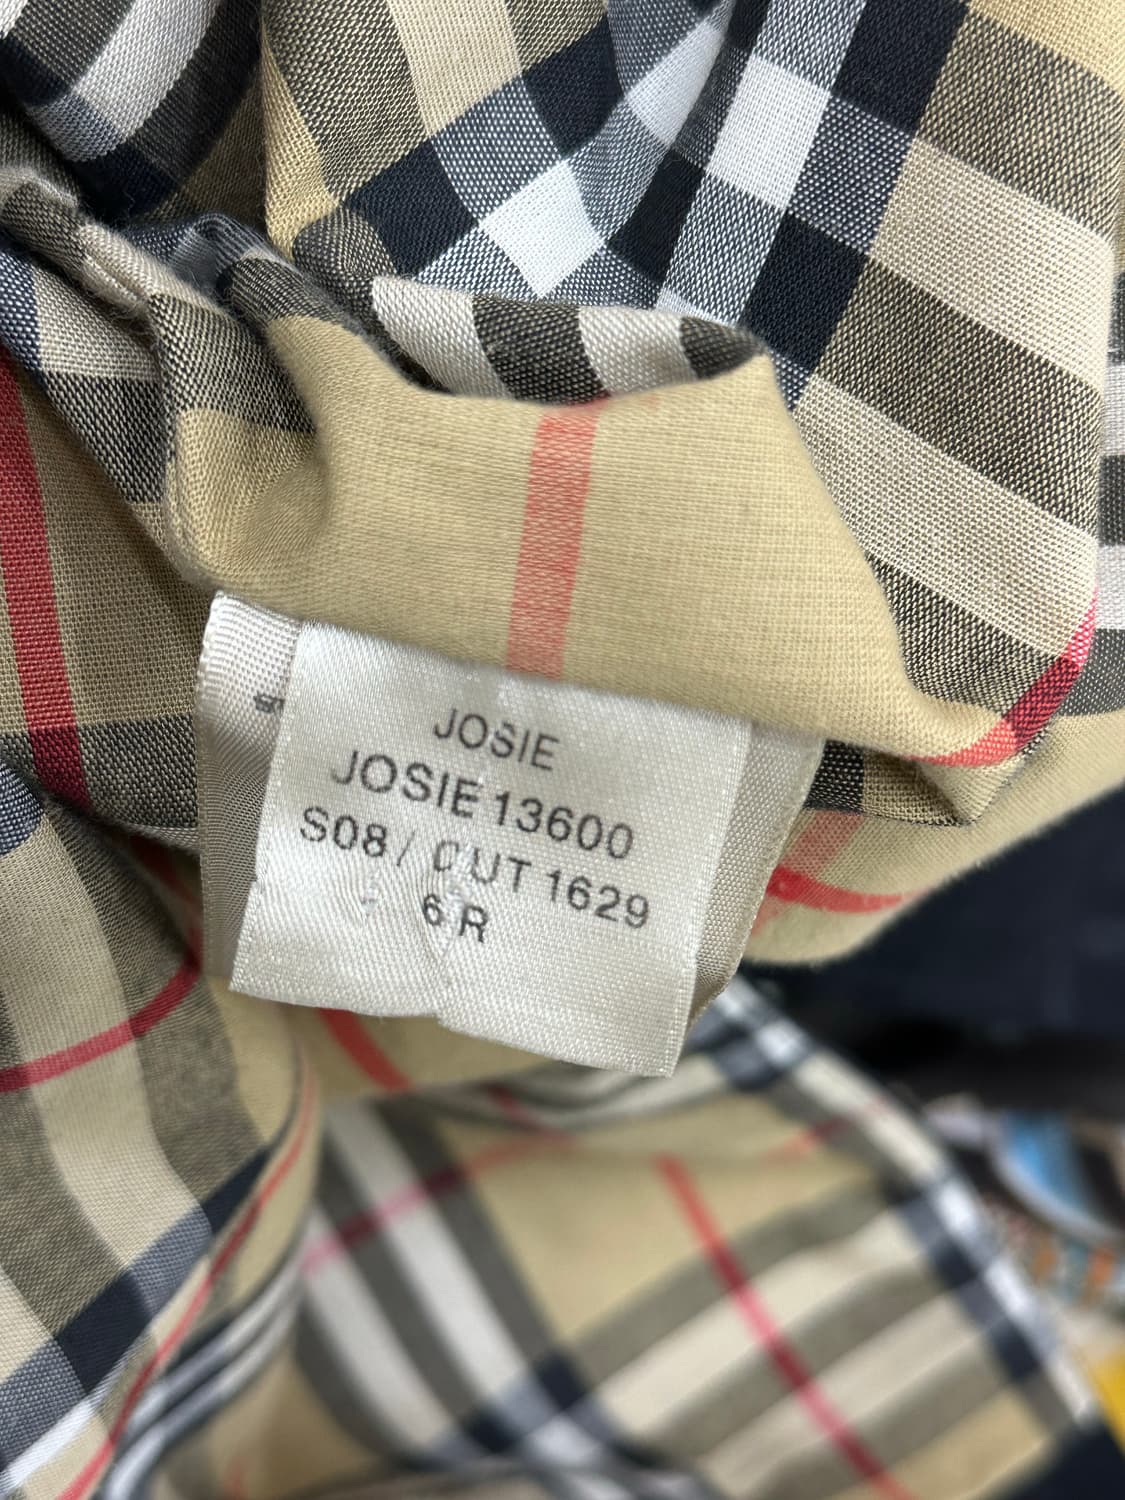 JOSIE
JOSIE 13600
S08 / CUT 1629
6 R